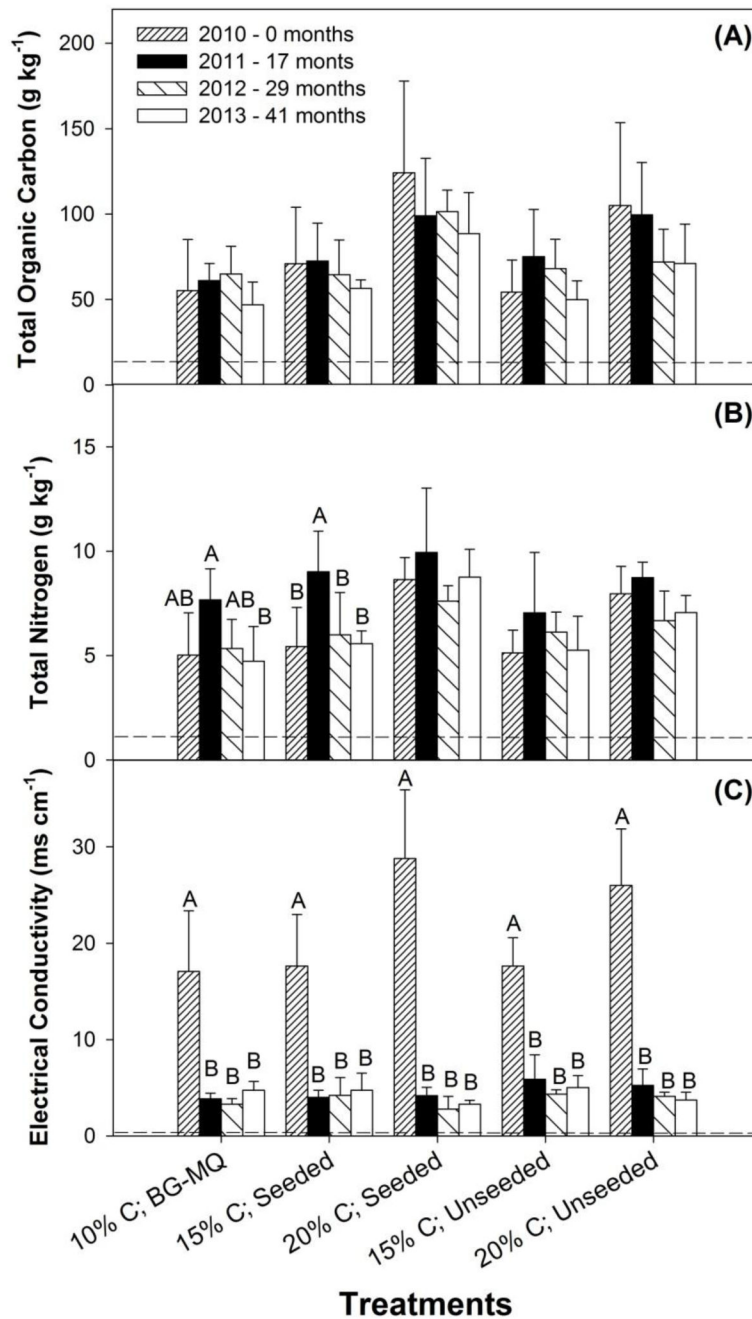 (A)
2010 - 0 months
2011 - 17 monts
2012 - 29 months
2013 - 41 months
Total Organic Carbon (g kg⁻¹)
200
150
100
50
0
(B)
Total Nitrogen (g kg⁻¹)
15
10
5
0
AB A AB B
B A B B
(C)
Electrical Conductivity (ms cm⁻¹)
30
20
10
0
A B B B
A B B B
A B B B
A B B B
A B B B
10% C; BG-MQ
15% C; Seeded
20% C; Seeded
15% C; Unseeded
20% C; Unseeded
Treatments